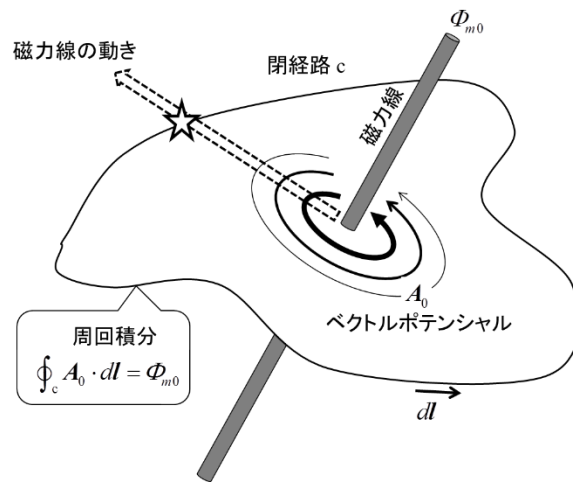 Φm0
磁力線の動き
閉経路 c
磁力線
A0
ベクトルポテンシャル
周回積分
∮c A0・dl = Φm0
dl